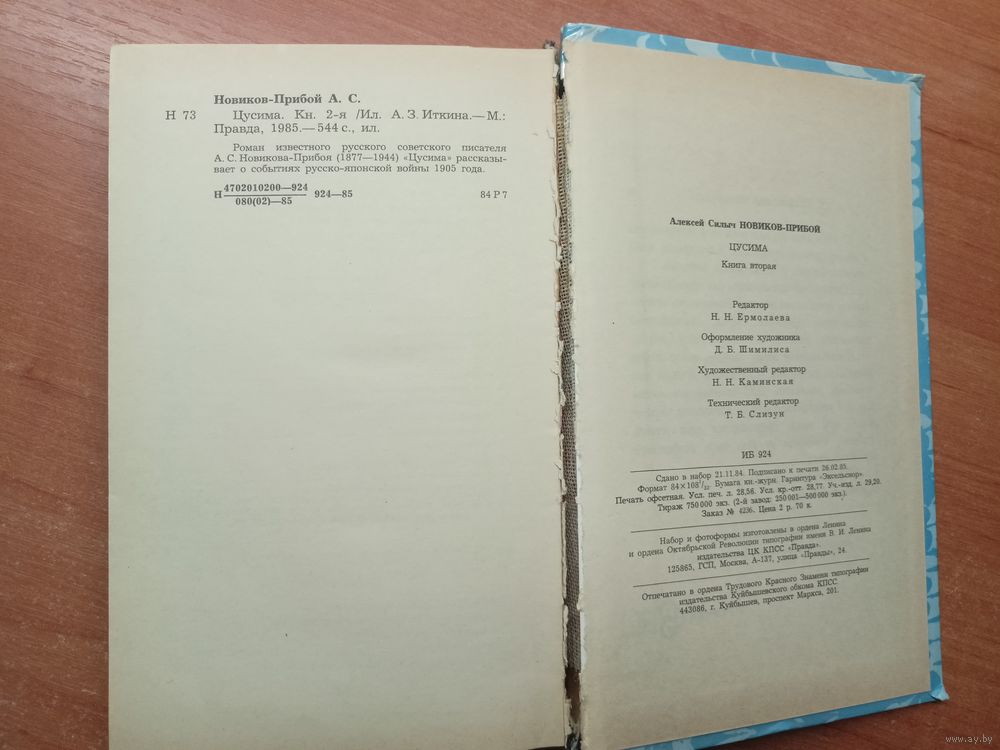 Новиков-Прибой А. С.
Н 73 Цусима. Кн. 2-я /Ил. А. З. Иткина.— М.:
Правда, 1985.— 544 с., ил.
Роман известного русского советского писателя
А. С. Новикова-Прибоя (1877—1944) «Цусима» рассказы-
вает о событиях русско-японской войны 1905 года.
4702010200—924
Н 924—85 84 Р 7
080(02)—85
Алексей Силыч НОВИКОВ-ПРИБОЙ
ЦУСИМА
Книга вторая
Редактор
Н. Н. Ермолаева
Оформление художника
Д. Б. Шимилиса
Художественный редактор
Н. Н. Каминская
Технический редактор
Т. Б. Слизун
ИБ 924
Сдано в набор 21.11.84. Подписано к печати 26.02.85.
Формат 84×108¹/₃₂. Бумага кн.-журн. Гарнитура «Эксельсиор».
Печать офсетная. Усл. печ. л. 28,56. Усл. кр.-отт. 28,77. Уч.-изд. л. 29,20.
Тираж 750 000 экз. (2-й завод: 250 001—500 000 экз.).
Заказ № 4236. Цена 2 р. 70 к.
Набор и фотоформы изготовлены в ордена Ленина
и ордена Октябрьской Революции типографии имени В. И. Ленина
издательства ЦК КПСС «Правда».
125865, ГСП, Москва, А-137, улица «Правды», 24.
Отпечатано в ордена Трудового Красного Знамени типографии
издательства Куйбышевского обкома КПСС.
443086, г. Куйбышев, проспект Маркса, 201.
www.ay.by